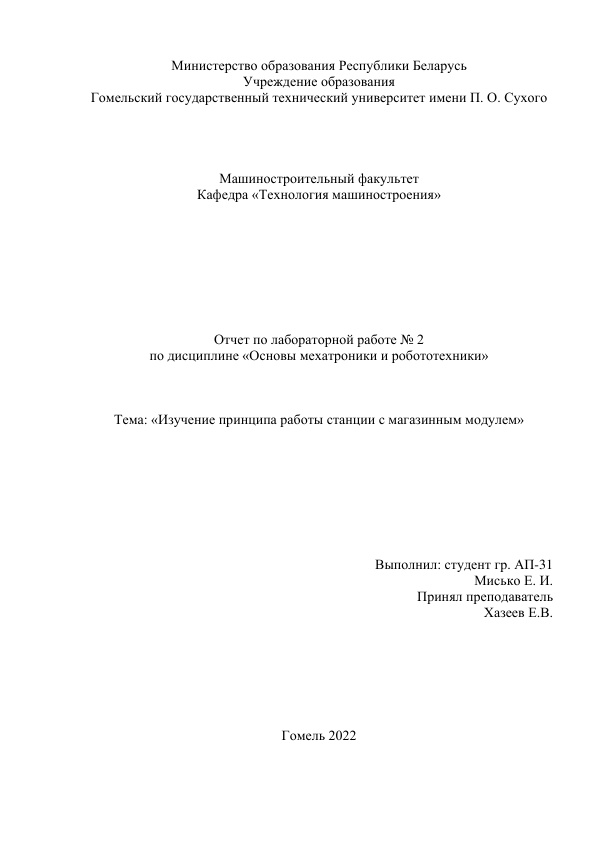 Министерство образования Республики Беларусь
Учреждение образования
Гомельский государственный технический университет имени П. О. Сухого
Машиностроительный факультет
Кафедра «Технология машиностроения»
Отчет по лабораторной работе № 2
по дисциплине «Основы мехатроники и робототехники»
Тема: «Изучение принципа работы станции с магазинным модулем»
Выполнил: студент гр. АП-31
Мисько Е. И.
Принял преподаватель
Хазеев Е.В.
Гомель 2022